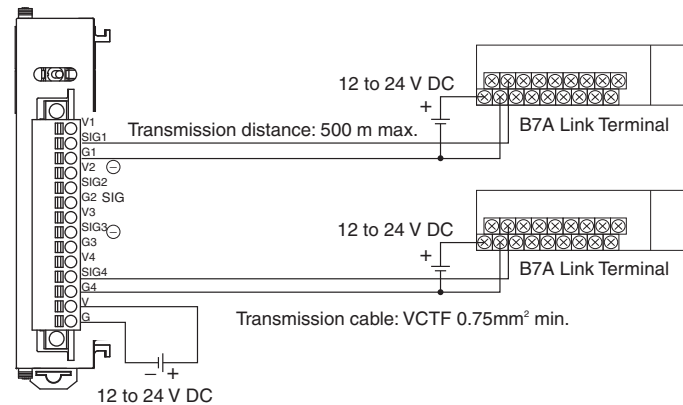 12 to 24 V DC
+
B7A Link Terminal
V1
Transmission distance: 500 m max.
SIG1
G1
V2 ⊖
SIG2
G2 SIG
V3
SIG3 ⊖
G3
12 to 24 V DC
+
B7A Link Terminal
V4
SIG4
G4
V
G
Transmission cable: VCTF 0.75mm² min.
− +
12 to 24 V DC